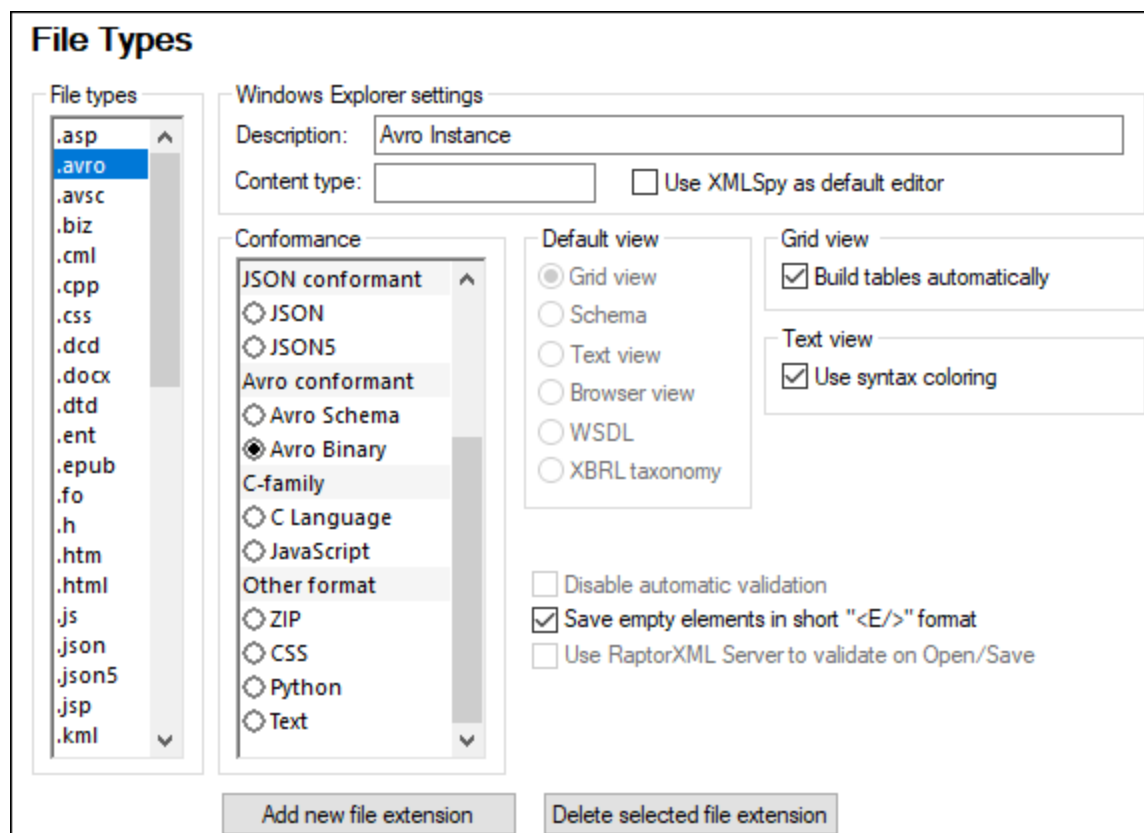 File Types
File types
.asp
.avro
.avsc
.biz
.cml
.cpp
.css
.dcd
.docx
.dtd
.ent
.epub
.fo
.h
.htm
.html
.js
.json
.json5
.jsp
.kml
Windows Explorer settings
Description: Avro Instance
Content type: Use XMLSpy as default editor
Conformance
JSON conformant
JSON
JSON5
Avro conformant
Avro Schema
Avro Binary
C-family
C Language
JavaScript
Other format
ZIP
CSS
Python
Text
Default view
Grid view
Schema
Text view
Browser view
WSDL
XBRL taxonomy
Grid view
Build tables automatically
Text view
Use syntax coloring
Disable automatic validation
Save empty elements in short "<E/>" format
Use RaptorXML Server to validate on Open/Save
Add new file extension
Delete selected file extension